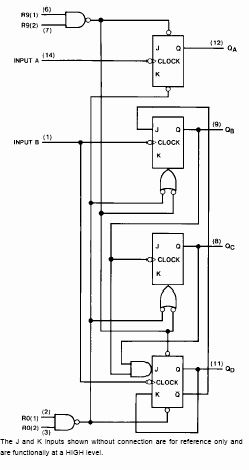 R9(1) (6)
R9(2) (7)
J Q (12) QA
INPUT A (14) CLOCK
K
(9)
J Q QB
INPUT B (1) CLOCK
K
(8)
J Q QC
CLOCK
K
(11)
J Q QD
CLOCK
K Q
R0(1) (2)
R0(2) (3)
The J and K inputs shown without connection are for reference only and
are functionally at a HIGH level.